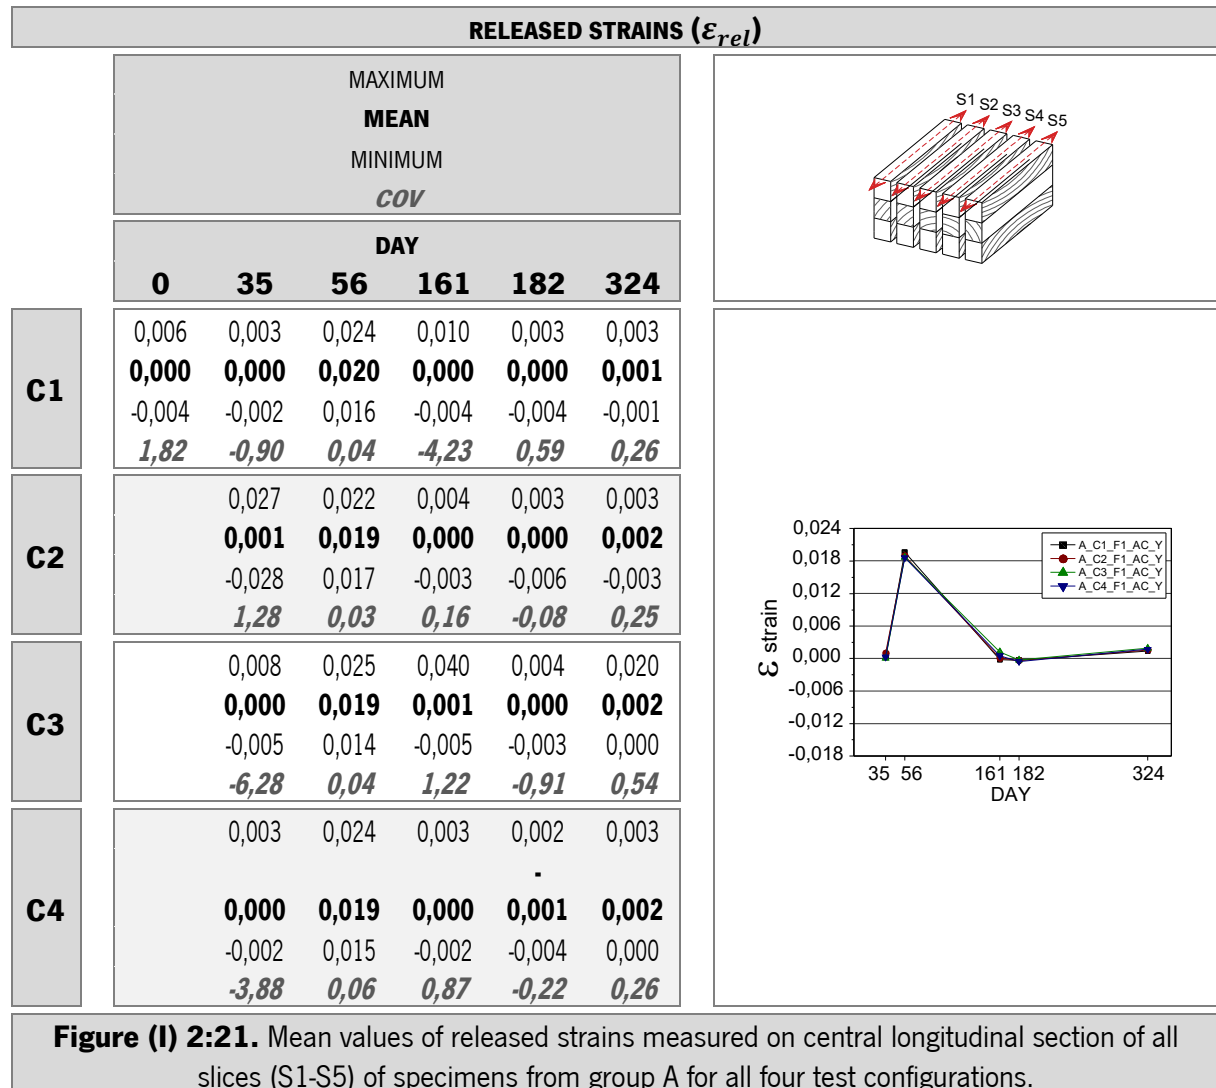 RELEASED STRAINS (ε_rel)
MAXIMUM
MEAN
MINIMUM
COV
DAY
0 35 56 161 182 324
S1 S2 S3 S4 S5
C1
0,006 0,003 0,024 0,010 0,003 0,003
0,000 0,000 0,020 0,000 0,000 0,001
-0,004 -0,002 0,016 -0,004 -0,004 -0,001
1,82 -0,90 0,04 -4,23 0,59 0,26
C2
0,027 0,022 0,004 0,003 0,003
0,001 0,019 0,000 0,000 0,002
-0,028 0,017 -0,003 -0,006 -0,003
1,28 0,03 0,16 -0,08 0,25
C3
0,008 0,025 0,040 0,004 0,020
0,000 0,019 0,001 0,000 0,002
-0,005 0,014 -0,005 -0,003 0,000
-6,28 0,04 1,22 -0,91 0,54
C4
0,003 0,024 0,003 0,002 0,003
-
0,000 0,019 0,000 0,001 0,002
-0,002 0,015 -0,002 -0,004 0,000
-3,88 0,06 0,87 -0,22 0,26
0,024
0,018
0,012
0,006
0,000
-0,006
-0,012
-0,018
ε strain
A_C1_F1_AC_Y
A_C2_F1_AC_Y
A_C3_F1_AC_Y
A_C4_F1_AC_Y
35 56 161 182 324
DAY
Figure (I) 2:21. Mean values of released strains measured on central longitudinal section of all
slices (S1-S5) of specimens from group A for all four test configurations.